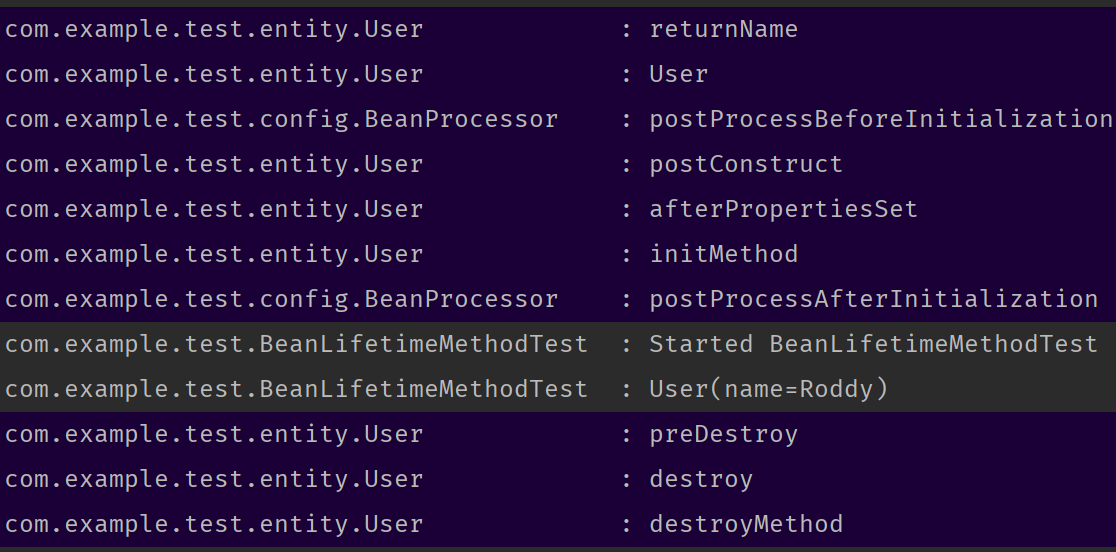 com.example.test.entity.User : returnName
com.example.test.entity.User : User
com.example.test.config.BeanProcessor : postProcessBeforeInitialization
com.example.test.entity.User : postConstruct
com.example.test.entity.User : afterPropertiesSet
com.example.test.entity.User : initMethod
com.example.test.config.BeanProcessor : postProcessAfterInitialization
com.example.test.BeanLifetimeMethodTest : Started BeanLifetimeMethodTest
com.example.test.BeanLifetimeMethodTest : User(name=Roddy)
com.example.test.entity.User : preDestroy
com.example.test.entity.User : destroy
com.example.test.entity.User : destroyMethod